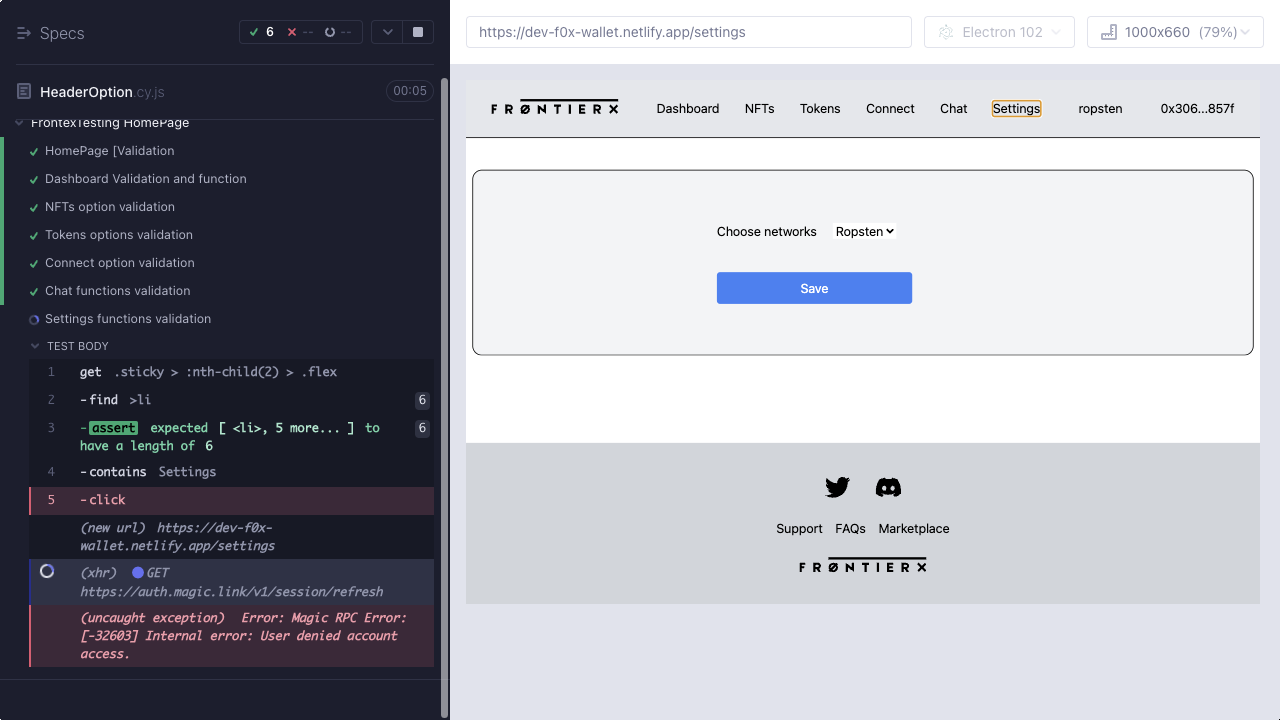 Specs
6 -- --
HeaderOption.cy.js
00:05
FrontexTesting HomePage
HomePage [Validation
Dashboard Validation and function
NFTs option validation
Tokens options validation
Connect option validation
Chat functions validation
Settings functions validation
TEST BODY
1 get .sticky > :nth-child(2) > .flex
2 -find >li 6
3 -assert expected [ <li>, 5 more... ] to 6
have a length of 6
4 -contains Settings
5 -click
(new url) https://dev-f0x-
wallet.netlify.app/settings
(xhr) GET
https://auth.magic.link/v1/session/refresh
(uncaught exception) Error: Magic RPC Error:
[-32603] Internal error: User denied account
access.
https://dev-f0x-wallet.netlify.app/settings
Electron 102
1000x660 (79%)
FRØNTIERX Dashboard NFTs Tokens Connect Chat Settings ropsten 0x306...857f
Choose networks Ropsten
Save
Support FAQs Marketplace
FRØNTIERX